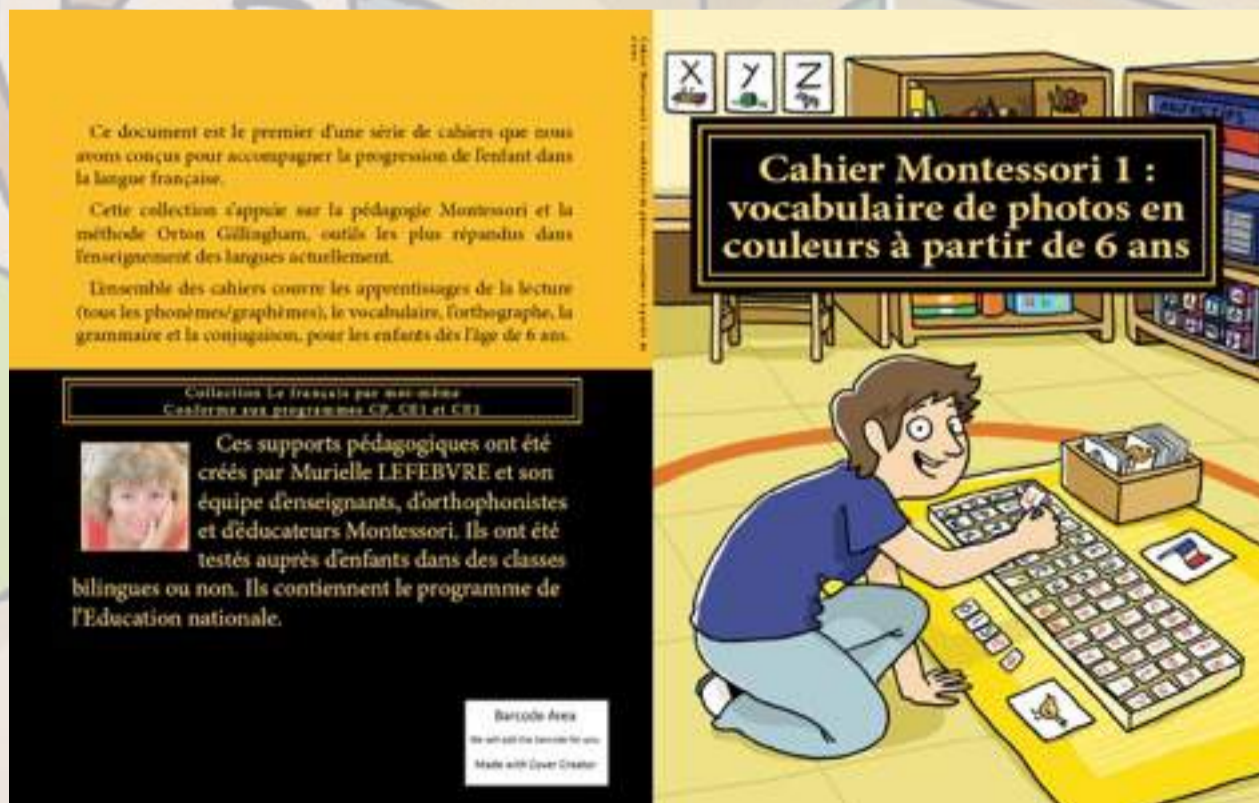 Ce document est le premier d'une série de cahiers que nous
avons conçus pour accompagner la progression de l'enfant dans
la langue française.
Cette collection s'appuie sur la pédagogie Montessori et la
méthode Orton Gillingham, outils les plus répandus dans
l'enseignement des langues actuellement.
L'ensemble des cahiers couvre les apprentissages de la lecture
(tous les phonèmes/graphèmes), le vocabulaire, l'orthographe, la
grammaire et la conjugaison, pour les enfants dès l'âge de 6 ans.
Collection Le français par moi-même
Conforme aux programmes CP, CE1 et CE2
Ces supports pédagogiques ont été
créés par Murielle LEFEBVRE et son
équipe d'enseignants, d'orthophonistes
et d'éducateurs Montessori. Ils ont été
testés auprès d'enfants dans des classes
bilingues ou non. Ils contiennent le programme de
l'Education nationale.
Barcode Area
We will add the barcode for you
Made with Cover Creator
X Y Z
Cahier Montessori 1 :
vocabulaire de photos en
couleurs à partir de 6 ans